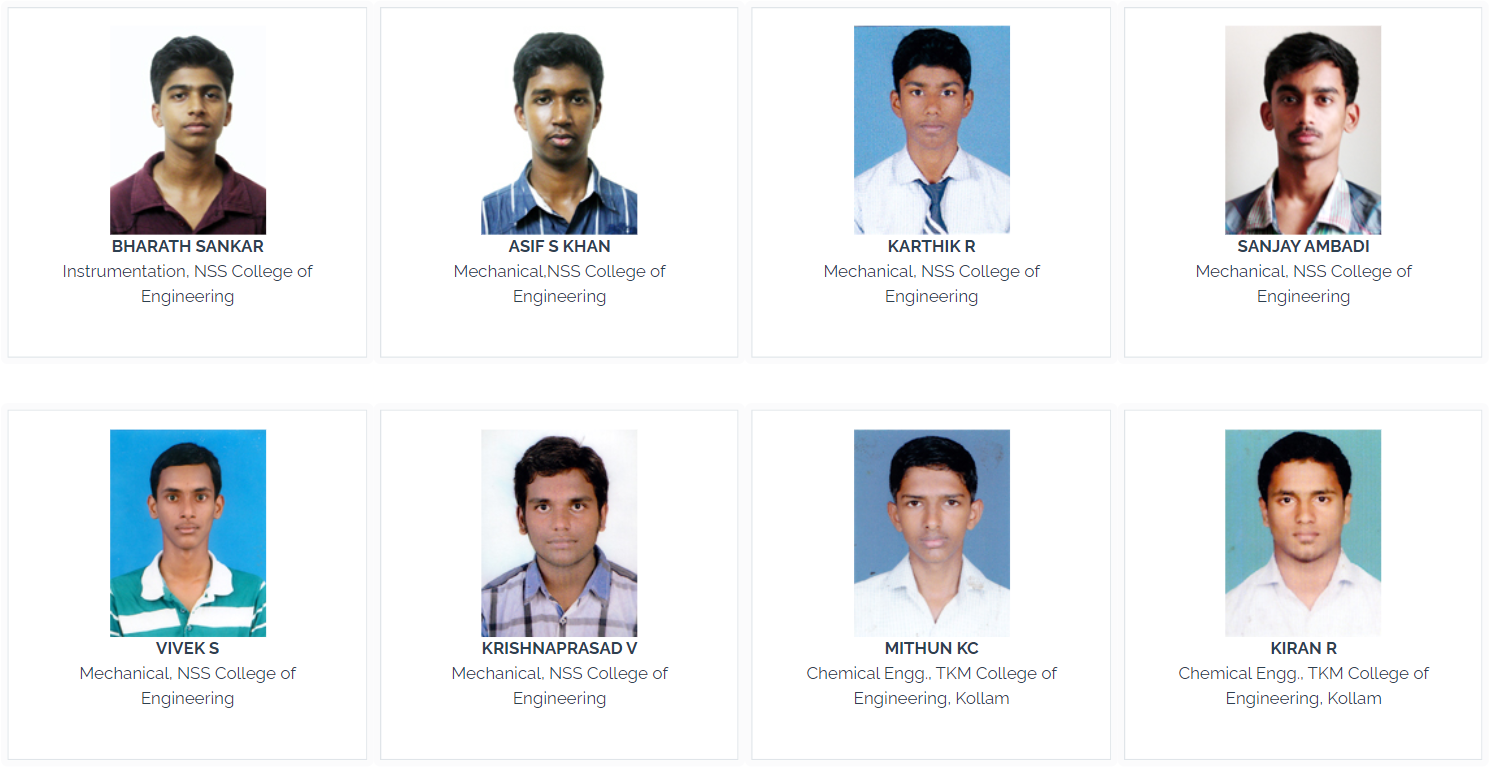 BHARATH SANKAR
Instrumentation, NSS College of
Engineering
ASIF S KHAN
Mechanical,NSS College of
Engineering
KARTHIK R
Mechanical, NSS College of
Engineering
SANJAY AMBADI
Mechanical, NSS College of
Engineering
VIVEK S
Mechanical, NSS College of
Engineering
KRISHNAPRASAD V
Mechanical, NSS College of
Engineering
MITHUN KC
Chemical Engg., TKM College of
Engineering, Kollam
KIRAN R
Chemical Engg., TKM College of
Engineering, Kollam